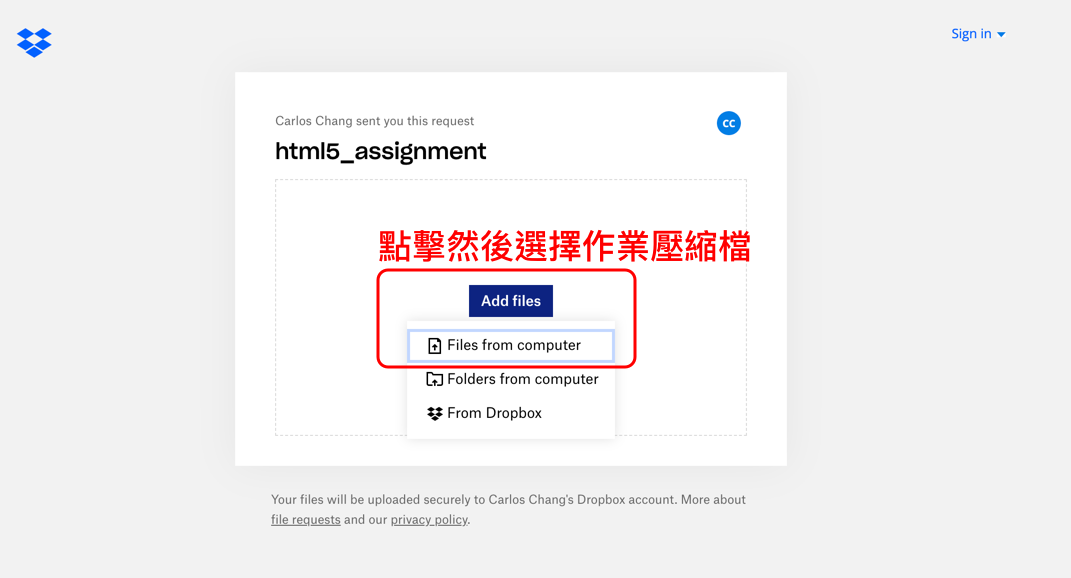 Sign in
Carlos Chang sent you this request
CC
html5_assignment
點擊然後選擇作業壓縮檔
Add files
Files from computer
Folders from computer
From Dropbox
Your files will be uploaded securely to Carlos Chang's Dropbox account. More about
file requests and our privacy policy.